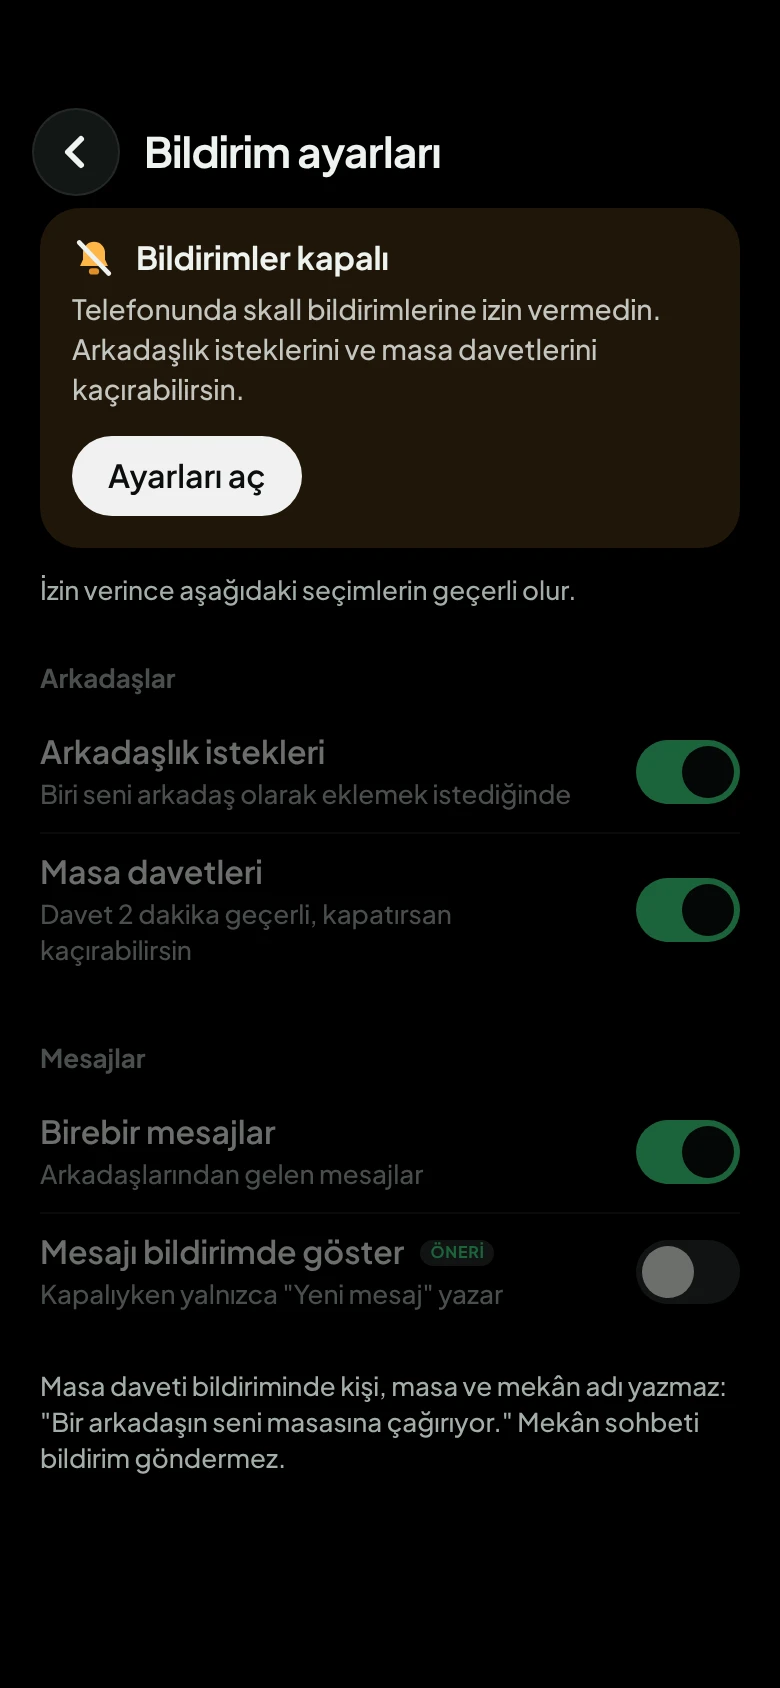 Bildirim ayarları
Bildirimler kapalı
Telefonunda skall bildirimlerine izin vermedin.
Arkadaşlık isteklerini ve masa davetlerini
kaçırabilirsin.
Ayarları aç
İzin verince aşağıdaki seçimlerin geçerli olur.
Arkadaşlar
Arkadaşlık istekleri
Biri seni arkadaş olarak eklemek istediğinde
Masa davetleri
Davet 2 dakika geçerli, kapatırsan
kaçırabilirsin
Mesajlar
Birebir mesajlar
Arkadaşlarından gelen mesajlar
Mesajı bildirimde göster ÖNERİ
Kapalıyken yalnızca "Yeni mesaj" yazar
Masa daveti bildiriminde kişi, masa ve mekân adı yazmaz:
"Bir arkadaşın seni masasına çağırıyor." Mekân sohbeti
bildirim göndermez.